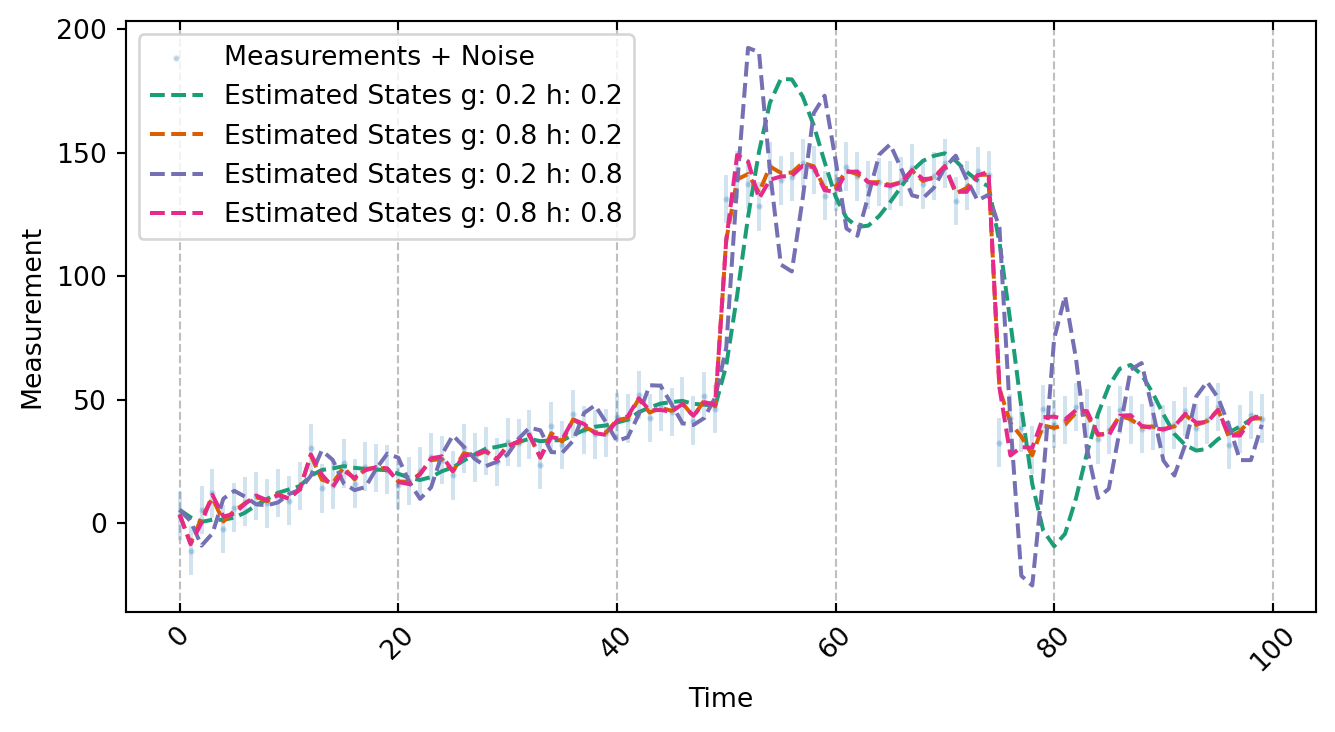 200
150
100
50
0
Measurement
Measurements + Noise
Estimated States g: 0.2 h: 0.2
Estimated States g: 0.8 h: 0.2
Estimated States g: 0.2 h: 0.8
Estimated States g: 0.8 h: 0.8
0
20
40
60
80
100
Time